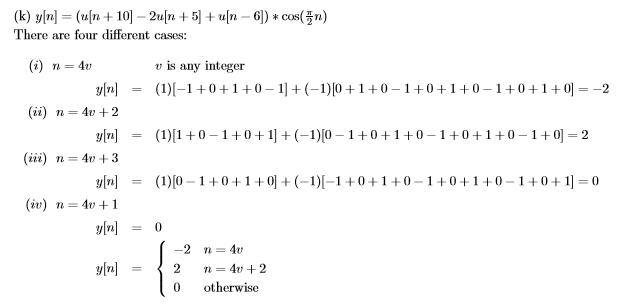 (k) y[n] = (u[n + 10] − 2u[n + 5] + u[n − 6]) ∗ cos(π/2 n)
There are four different cases:
(i) n = 4v v is any integer
y[n] = (1)[−1 + 0 + 1 + 0 − 1] + (−1)[0 + 1 + 0 − 1 + 0 + 1 + 0 − 1 + 0 + 1 + 0] = −2
(ii) n = 4v + 2
y[n] = (1)[1 + 0 − 1 + 0 + 1] + (−1)[0 − 1 + 0 + 1 + 0 − 1 + 0 + 1 + 0 − 1 + 0] = 2
(iii) n = 4v + 3
y[n] = (1)[0 − 1 + 0 + 1 + 0] + (−1)[−1 + 0 + 1 + 0 − 1 + 0 + 1 + 0 − 1 + 0 + 1] = 0
(iv) n = 4v + 1
y[n] = 0
y[n] = { −2 n = 4v
2 n = 4v + 2
0 otherwise